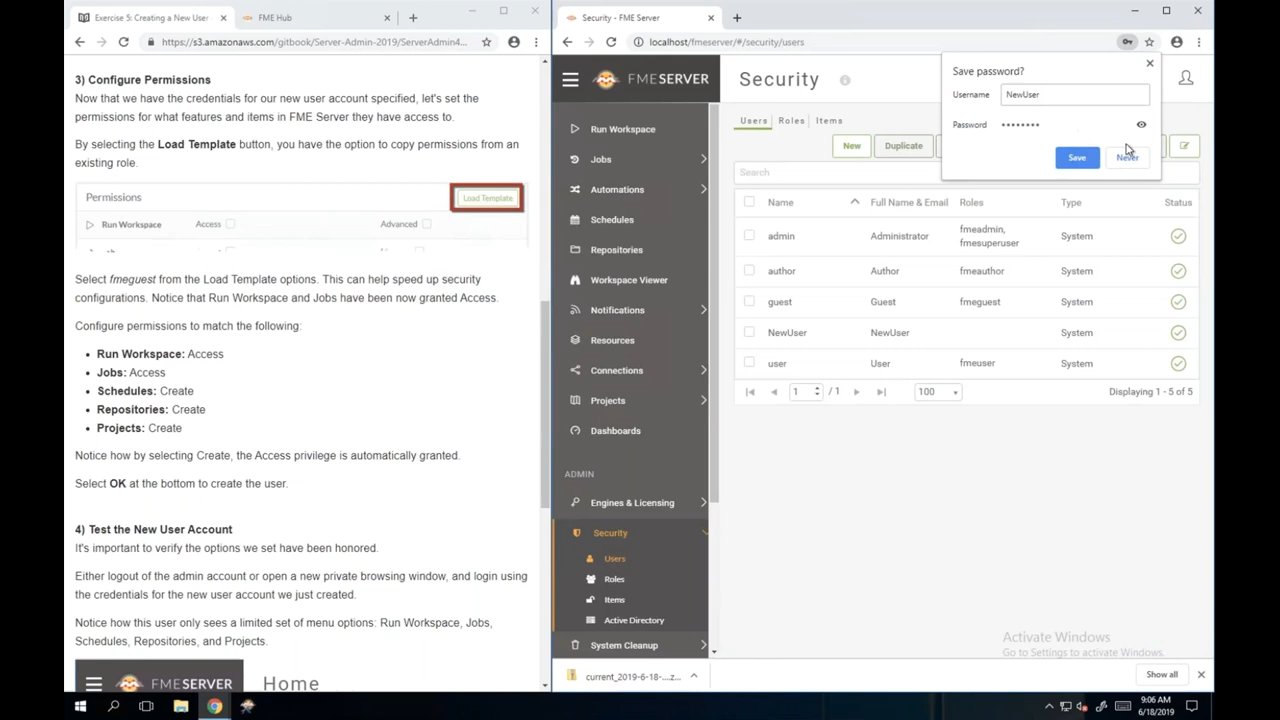 Exercise 5: Creating a New User
FME Hub
https://s3.amazonaws.com/gitbook/Server-Admin-2019/ServerAdmin4...
3) Configure Permissions
Now that we have the credentials for our new user account specified, let's set the
permissions for what features and items in FME Server they have access to.
By selecting the Load Template button, you have the option to copy permissions from an
existing role.
Permissions
Load Template
Run Workspace
Access
Advanced
Select fmeguest from the Load Template options. This can help speed up security
configurations. Notice that Run Workspace and Jobs have been now granted Access.
Configure permissions to match the following:
• Run Workspace: Access
• Jobs: Access
• Schedules: Create
• Repositories: Create
• Projects: Create
Notice how by selecting Create, the Access privilege is automatically granted.
Select OK at the bottom to create the user.
4) Test the New User Account
It's important to verify the options we set have been honored.
Either logout of the admin account or open a new private browsing window, and login using
the credentials for the new user account we just created.
Notice how this user only sees a limited set of menu options: Run Workspace, Jobs,
Schedules, Repositories, and Projects.
FMESERVER
Home
Security - FME Server
localhost/fmeserver/#/security/users
FMESERVER
Security
Save password?
Username
NewUser
Password
••••••••
Save
Never
Run Workspace
Jobs
Automations
Schedules
Repositories
Workspace Viewer
Notifications
Resources
Connections
Projects
Dashboards
ADMIN
Engines & Licensing
Security
Users
Roles
Items
Active Directory
System Cleanup
Users Roles Items
New
Duplicate
Search
Name Full Name & Email Roles Type Status
admin Administrator fmeadmin, fmesuperuser System
author Author fmeauthor System
guest Guest fmeguest System
NewUser NewUser System
user User fmeuser System
1 / 1 100 Displaying 1 - 5 of 5
Activate Windows
Go to Settings to activate Windows.
current_2019-6-18-....z...
Show all
9:06 AM
6/18/2019